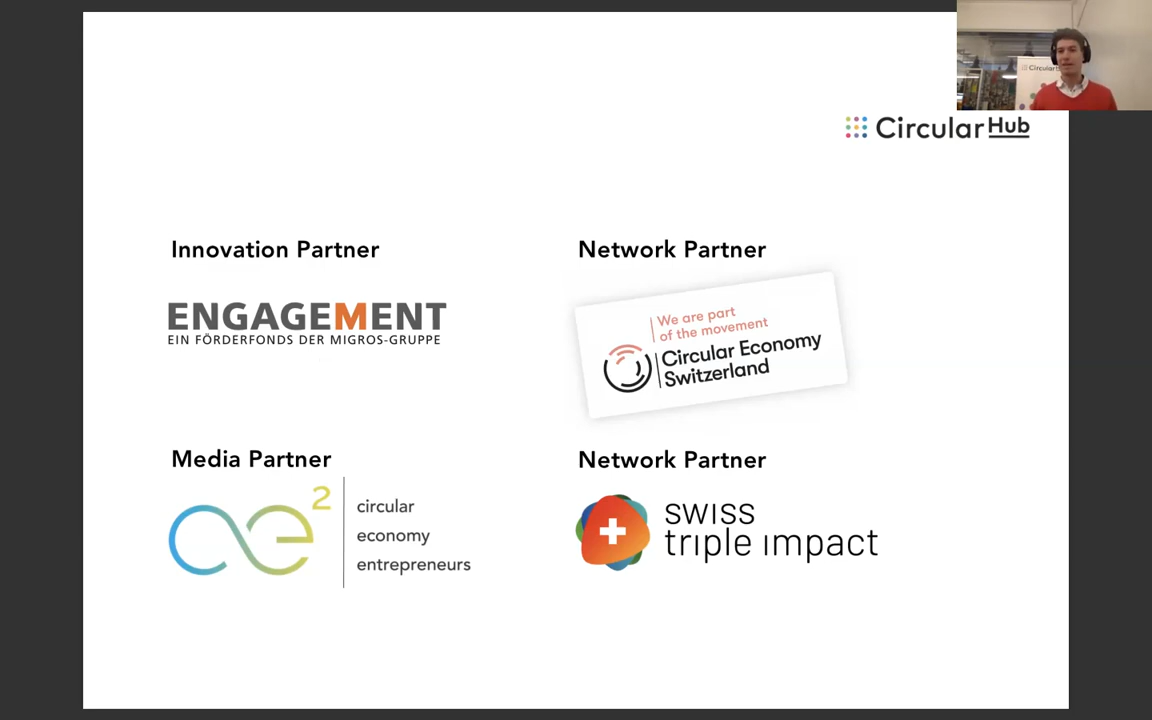 Circular
CircularHub
Innovation Partner
ENGAGEMENT
EIN FÖRDERFONDS DER MIGROS-GRUPPE
Network Partner
We are part
of the movement
Circular Economy
Switzerland
Media Partner
ce2
circular
economy
entrepreneurs
Network Partner
swiss
triple impact